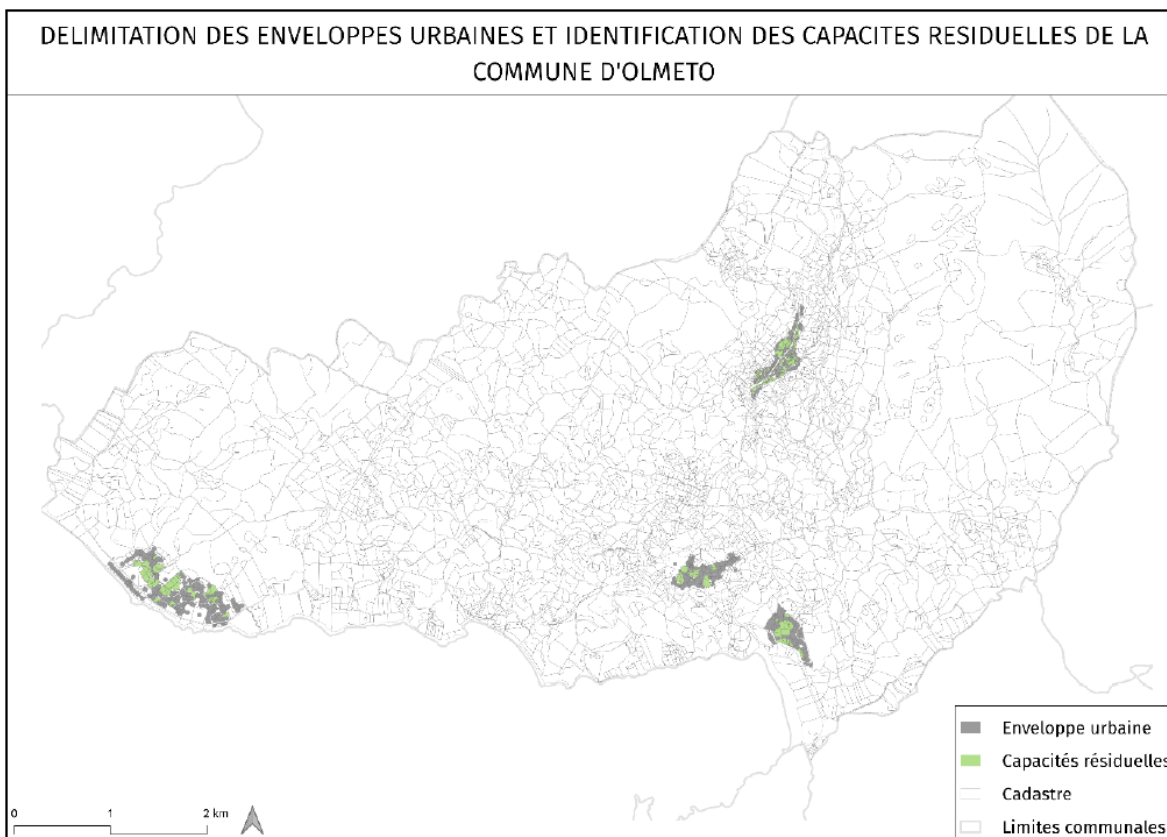 DELIMITATION DES ENVELOPPES URBAINES ET IDENTIFICATION DES CAPACITES RESIDUELLES DE LA
COMMUNE D'OLMETO
Enveloppe urbaine
Capacités résiduelles
Cadastre
Limites communales
0 1 2 km